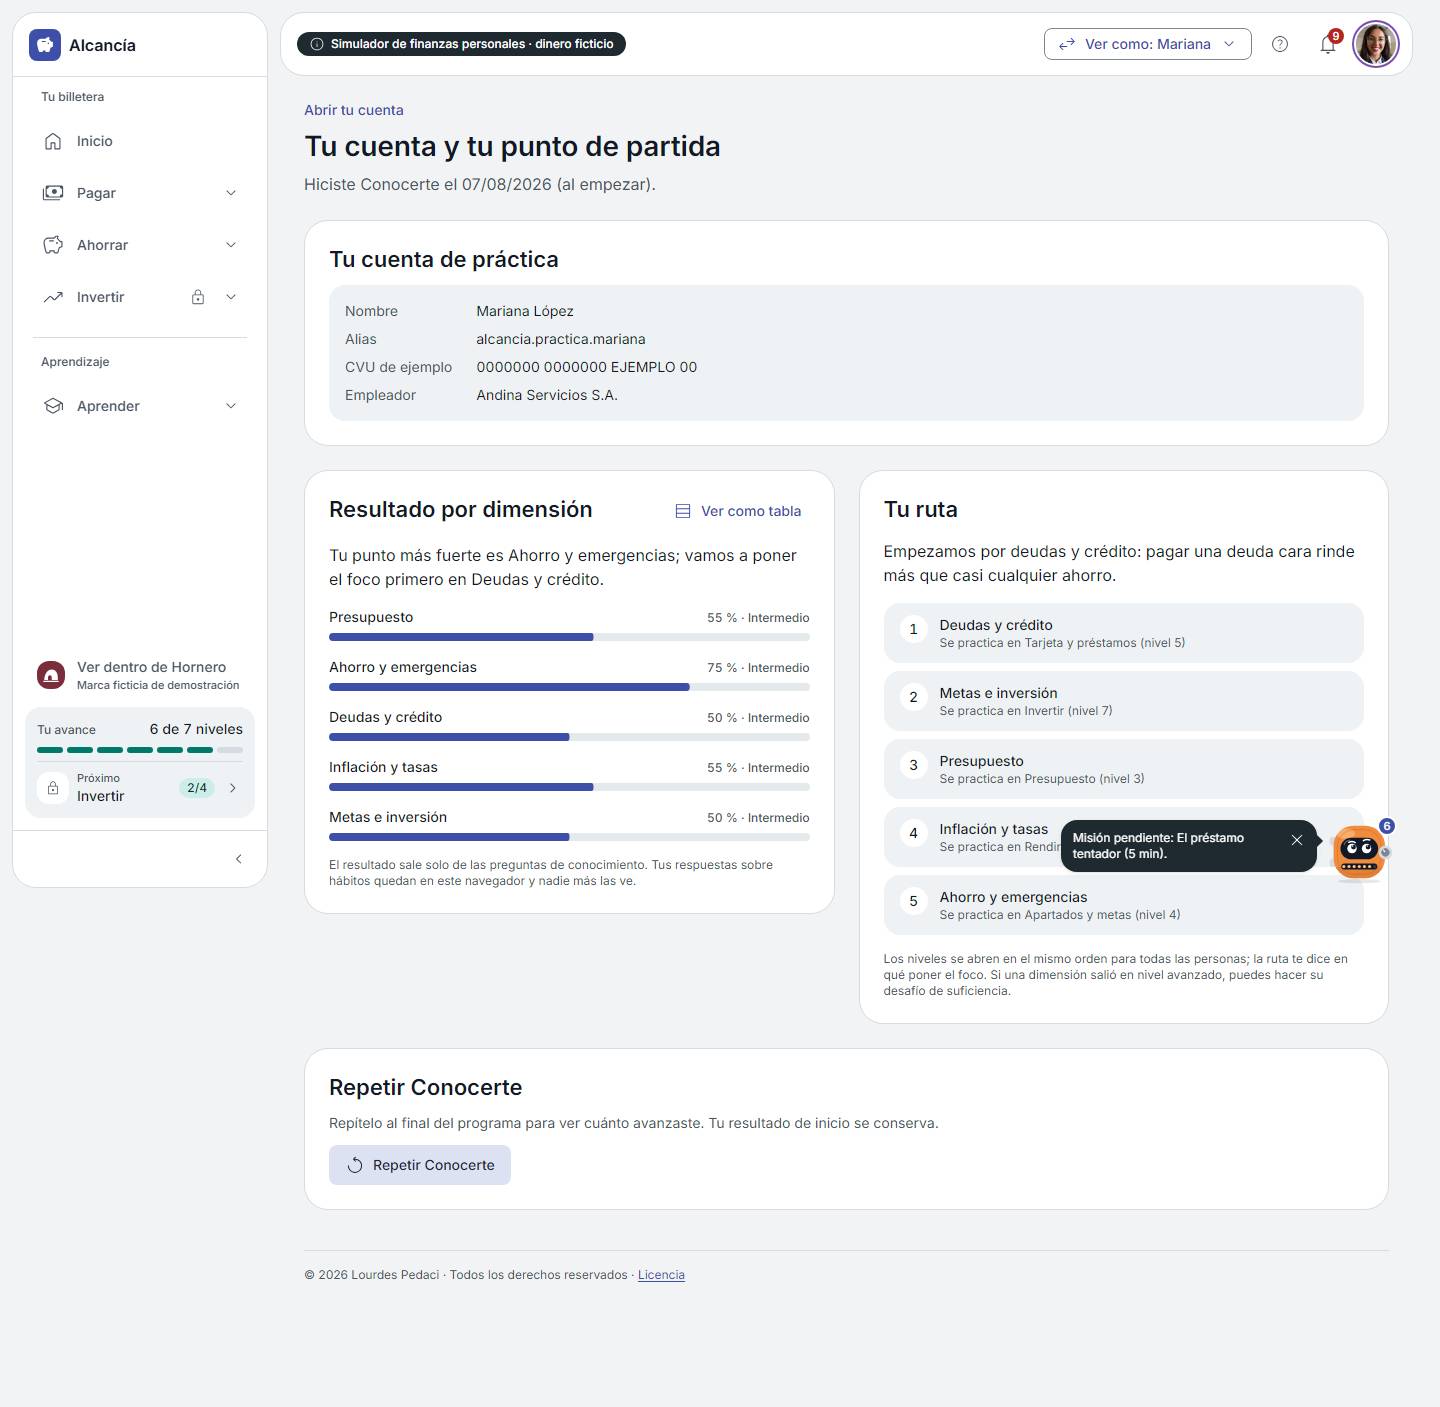 Alcancía
Tu billetera
Inicio
Pagar
Ahorrar
Invertir
Aprendizaje
Aprender
Ver dentro de Hornero
Marca ficticia de demostración
Tu avance
6 de 7 niveles
Próximo
Invertir
2/4
Simulador de finanzas personales · dinero ficticio
Ver como: Mariana
9
Abrir tu cuenta
Tu cuenta y tu punto de partida
Hiciste Conocerte el 07/08/2026 (al empezar).
Tu cuenta de práctica
Nombre Mariana López
Alias alcancia.practica.mariana
CVU de ejemplo 0000000 0000000 EJEMPLO 00
Empleador Andina Servicios S.A.
Resultado por dimensión
Ver como tabla
Tu punto más fuerte es Ahorro y emergencias; vamos a poner
el foco primero en Deudas y crédito.
Presupuesto 55 % · Intermedio
Ahorro y emergencias 75 % · Intermedio
Deudas y crédito 50 % · Intermedio
Inflación y tasas 55 % · Intermedio
Metas e inversión 50 % · Intermedio
El resultado sale solo de las preguntas de conocimiento. Tus respuestas sobre
hábitos quedan en este navegador y nadie más las ve.
Tu ruta
Empezamos por deudas y crédito: pagar una deuda cara rinde
más que casi cualquier ahorro.
1 Deudas y crédito
Se practica en Tarjeta y préstamos (nivel 5)
2 Metas e inversión
Se practica en Invertir (nivel 7)
3 Presupuesto
Se practica en Presupuesto (nivel 3)
4 Inflación y tasas
Se practica en
Misión pendiente: El préstamo
tentador (5 min).
6
5 Ahorro y emergencias
Se practica en Apartados y metas (nivel 4)
Los niveles se abren en el mismo orden para todas las personas; la ruta te dice en
qué poner el foco. Si una dimensión salió en nivel avanzado, puedes hacer su
desafío de suficiencia.
Repetir Conocerte
Repítelo al final del programa para ver cuánto avanzaste. Tu resultado de inicio se conserva.
Repetir Conocerte
© 2026 Lourdes Pedaci · Todos los derechos reservados · Licencia